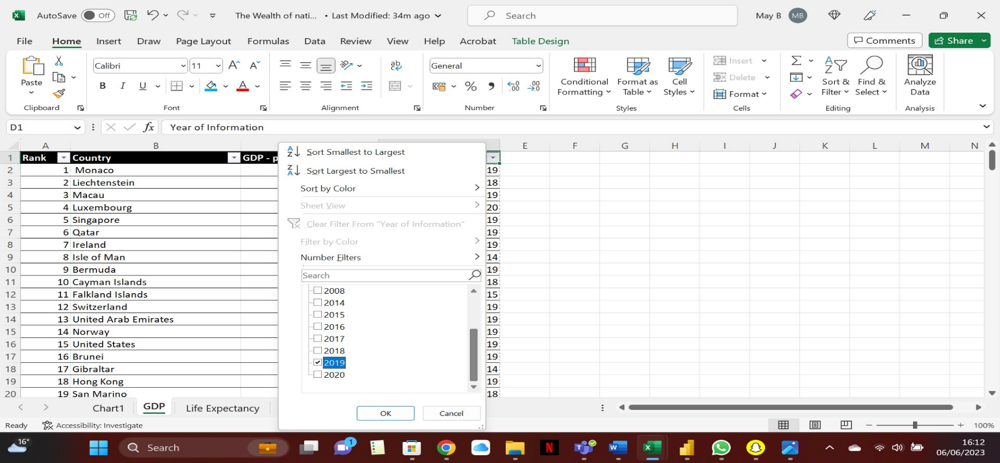 AutoSave Off The Wealth of nati... • Last Modified: 34m ago Search May B MB
File Home Insert Draw Page Layout Formulas Data Review View Help Acrobat Table Design Comments Share
Paste Calibri 11 General Conditional Formatting Format as Table Cell Styles Insert Delete Format Sort & Filter Find & Select Analyze Data
Clipboard Font Alignment Number Styles Cells Editing Analysis
D1 fx Year of Information
A B E F G H I J K L M N
1 Rank Country GDP - p
2 1 Monaco 19
3 2 Liechtenstein 18
4 3 Macau 19
5 4 Luxembourg 20
6 5 Singapore 19
7 6 Qatar 19
8 7 Ireland 19
9 8 Isle of Man 14
10 9 Bermuda 19
11 10 Cayman Islands 18
12 11 Falkland Islands 15
13 12 Switzerland 19
14 13 United Arab Emirates 19
15 14 Norway 19
16 15 United States 19
17 16 Brunei 19
18 17 Gibraltar 14
19 18 Hong Kong 19
20 19 San Marino 18
Sort Smallest to Largest
Sort Largest to Smallest
Sort by Color
Sheet View
Clear Filter From "Year of Information"
Filter by Color
Number Filters
Search
2008
2014
2015
2016
2017
2018
2019
2020
OK Cancel
Chart1 GDP Life Expectancy
Ready Accessibility: Investigate 100%
16° Search 1 16:12
06/06/2023